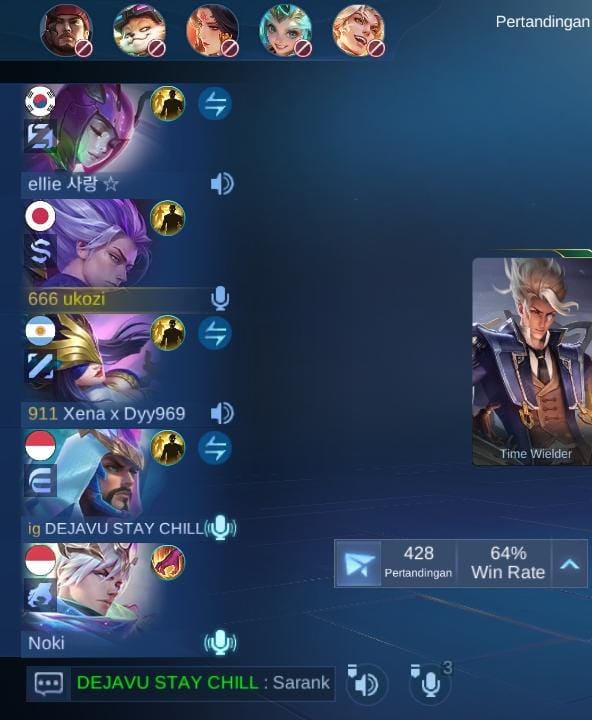 Pertandingan
ellie 사랑 ☆
666 ukozi
911 Xena x Dyy969
ig DEJAVU STAY CHILL
Noki
Time Wielder
428
Pertandingan
64%
Win Rate
DEJAVU STAY CHILL : Sarank
3